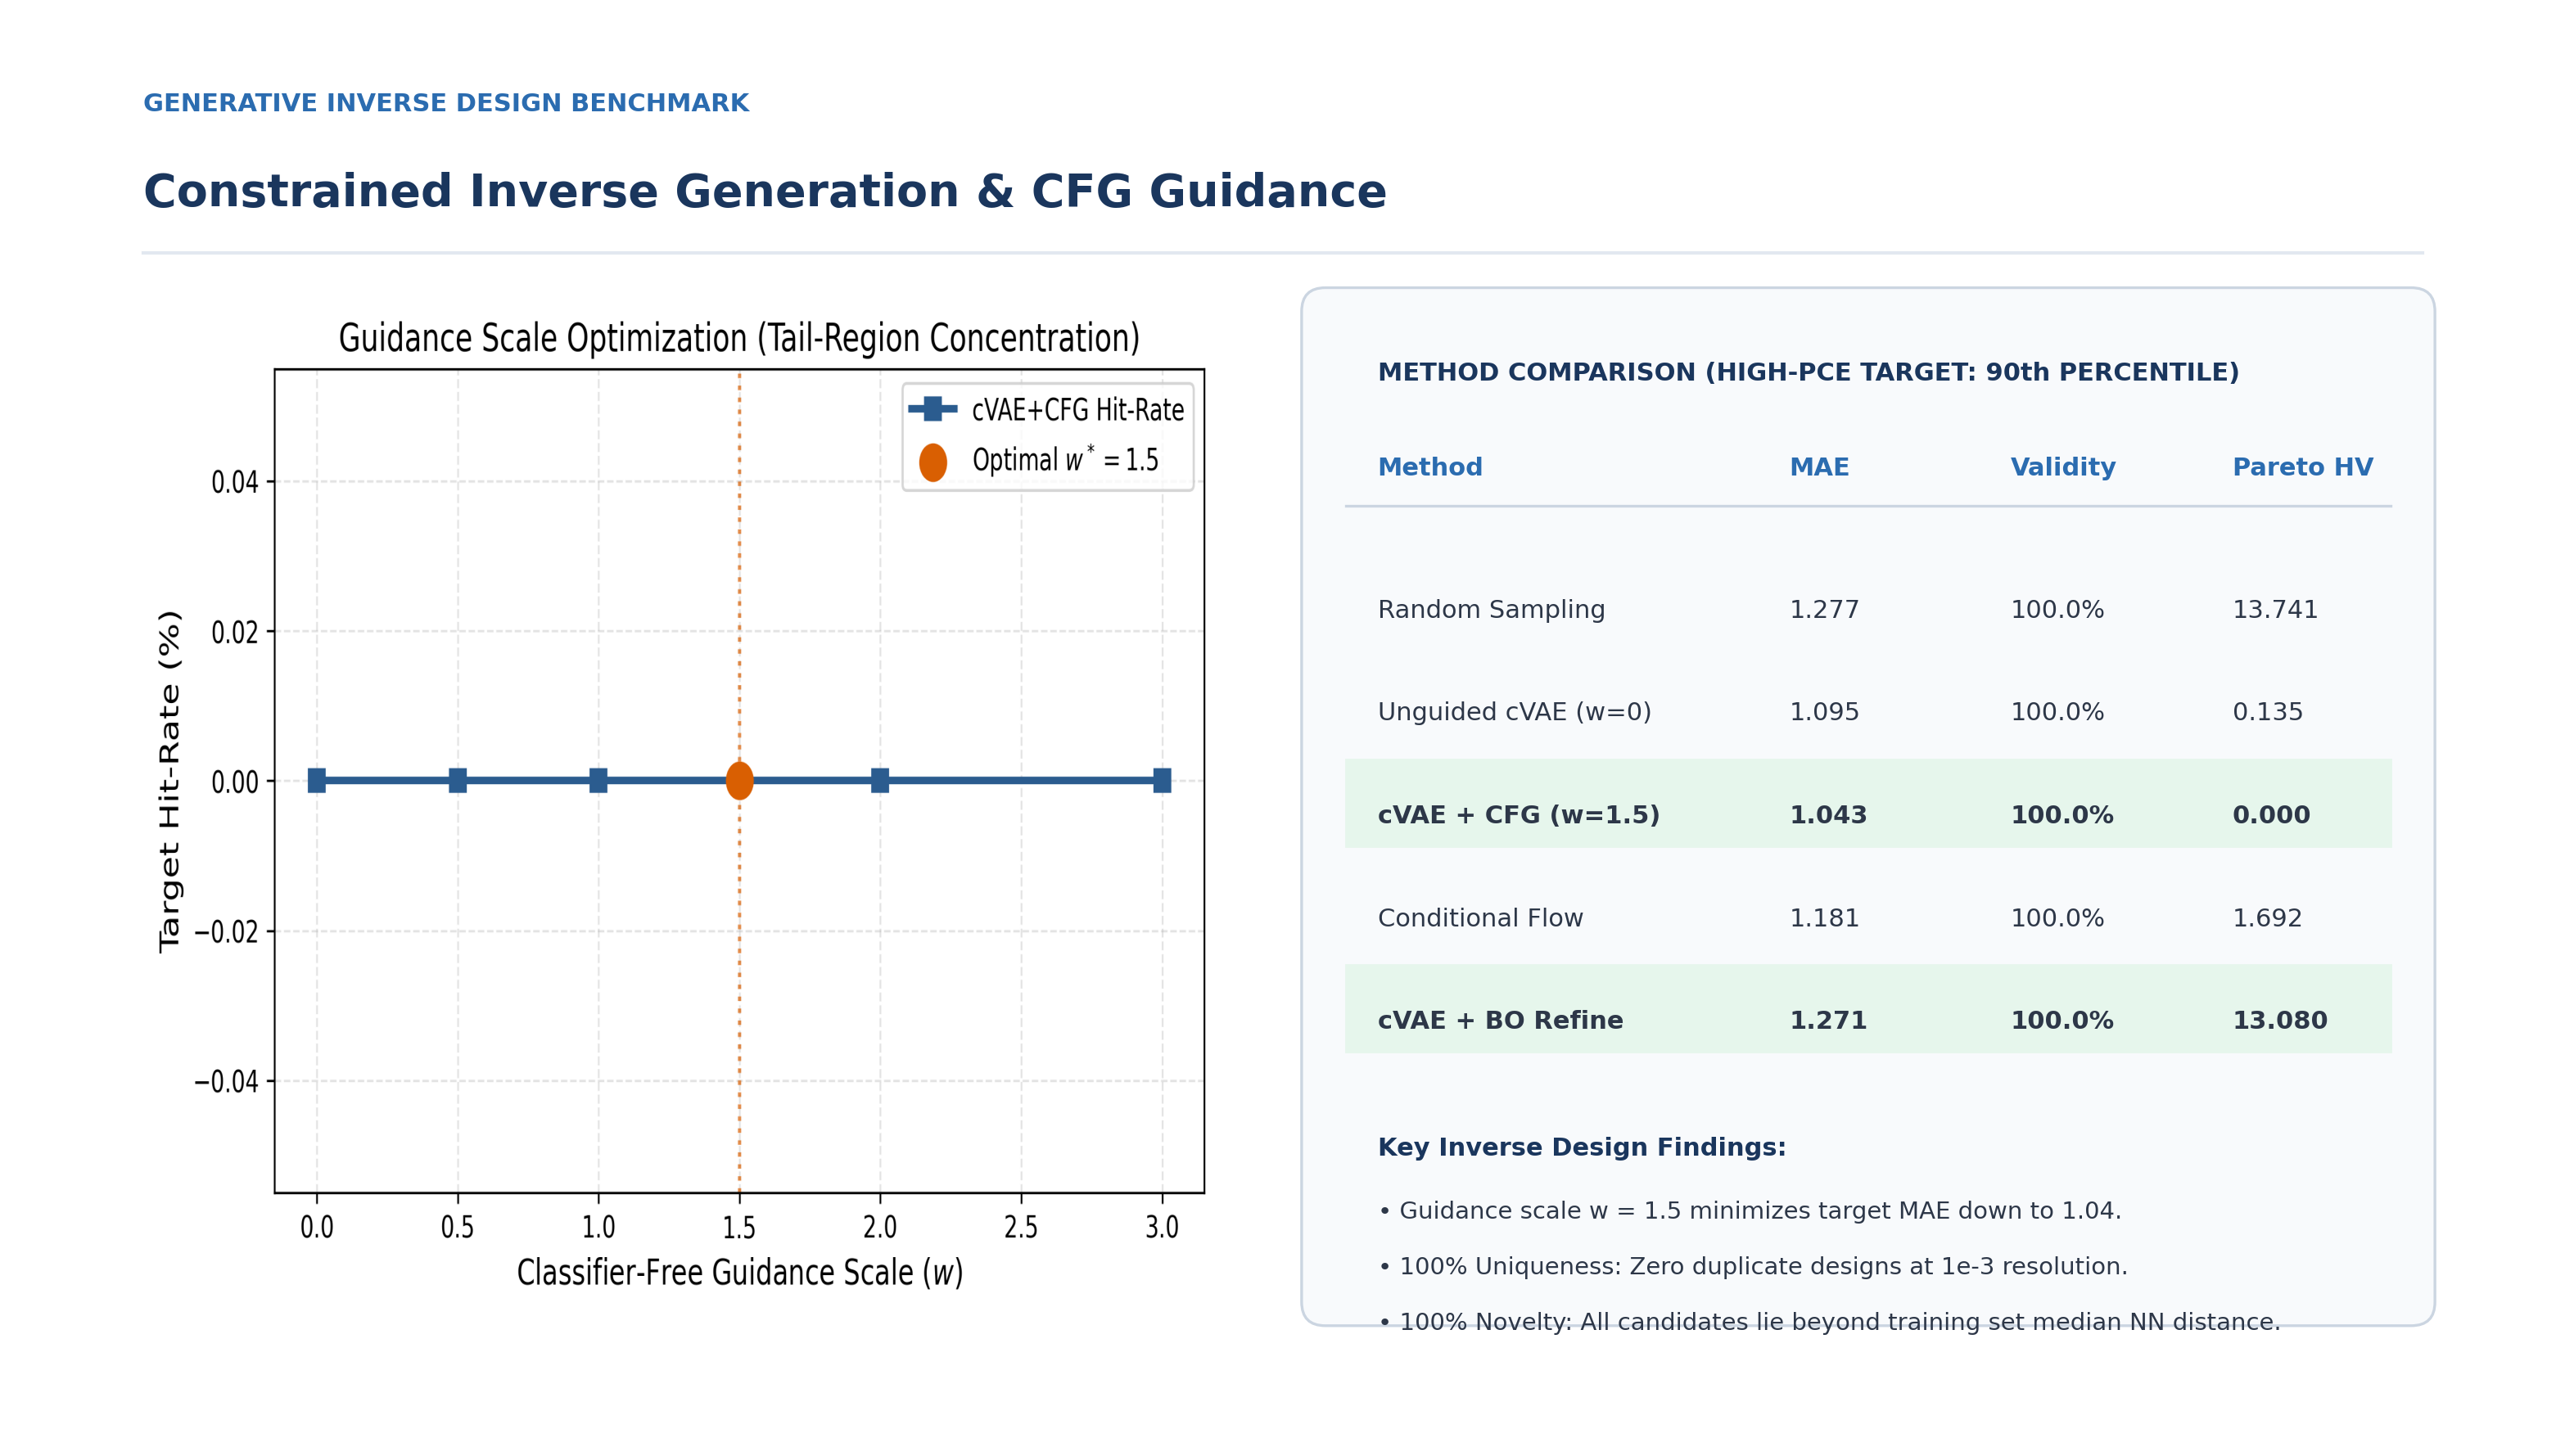 GENERATIVE INVERSE DESIGN BENCHMARK
Constrained Inverse Generation & CFG Guidance
Guidance Scale Optimization (Tail-Region Concentration)
cVAE+CFG Hit-Rate
Optimal w* = 1.5
Target Hit-Rate (%)
0.04
0.02
0.00
−0.02
−0.04
0.0 0.5 1.0 1.5 2.0 2.5 3.0
Classifier-Free Guidance Scale (w)
METHOD COMPARISON (HIGH-PCE TARGET: 90th PERCENTILE)
Method MAE Validity Pareto HV
Random Sampling 1.277 100.0% 13.741
Unguided cVAE (w=0) 1.095 100.0% 0.135
cVAE + CFG (w=1.5) 1.043 100.0% 0.000
Conditional Flow 1.181 100.0% 1.692
cVAE + BO Refine 1.271 100.0% 13.080
Key Inverse Design Findings:
• Guidance scale w = 1.5 minimizes target MAE down to 1.04.
• 100% Uniqueness: Zero duplicate designs at 1e-3 resolution.
• 100% Novelty: All candidates lie beyond training set median NN distance.